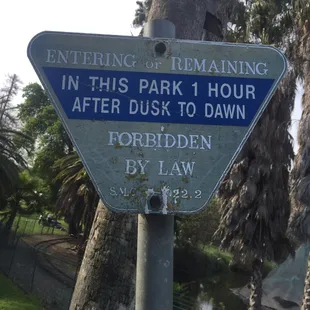 ENTERING or REMAINING
IN THIS PARK 1 HOUR
AFTER DUSK TO DAWN
FORBIDDEN
BY LAW